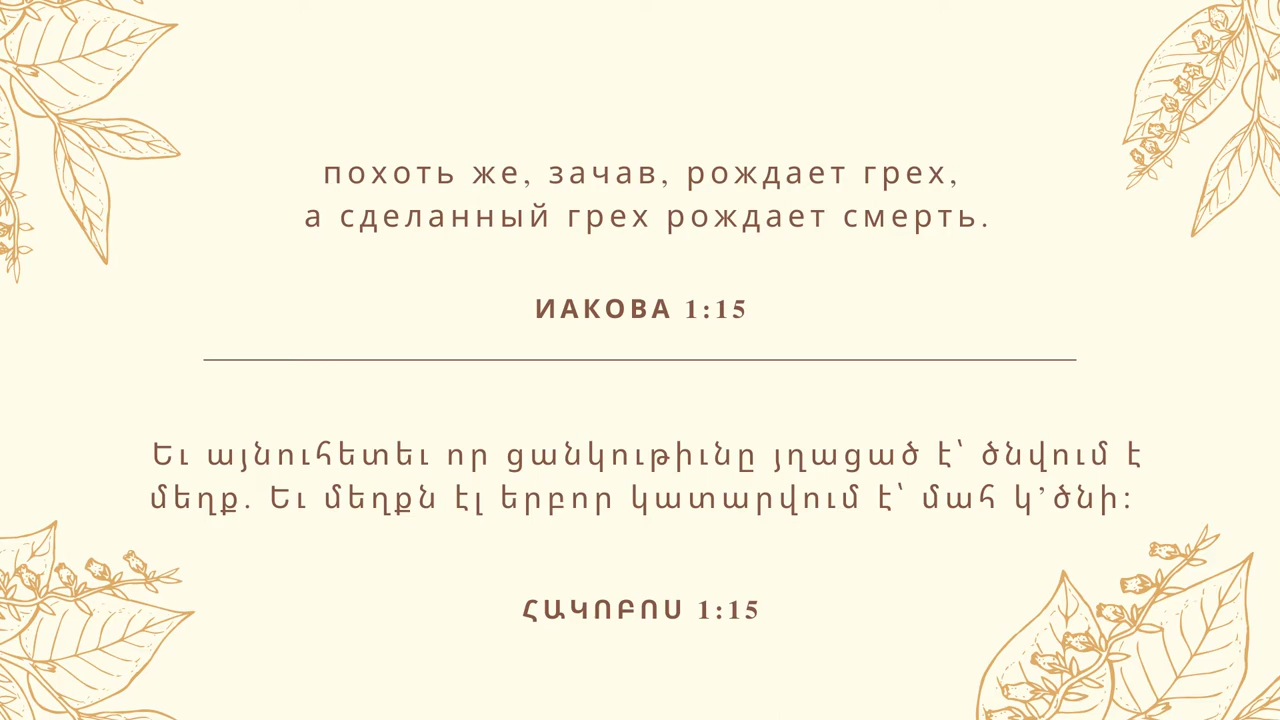 похоть же, зачав, рождает грех,
а сделанный грех рождает смерть.
ИАКОВА 1:15
Եւ այնուհետեւ որ ցանկութիւնը յղացած է՝ ծնվում է
մեղք. Եւ մեղքն էլ երբոր կատարվում է՝ մահ կ’ծնի:
ՀԱԿՈԲՈՍ 1:15